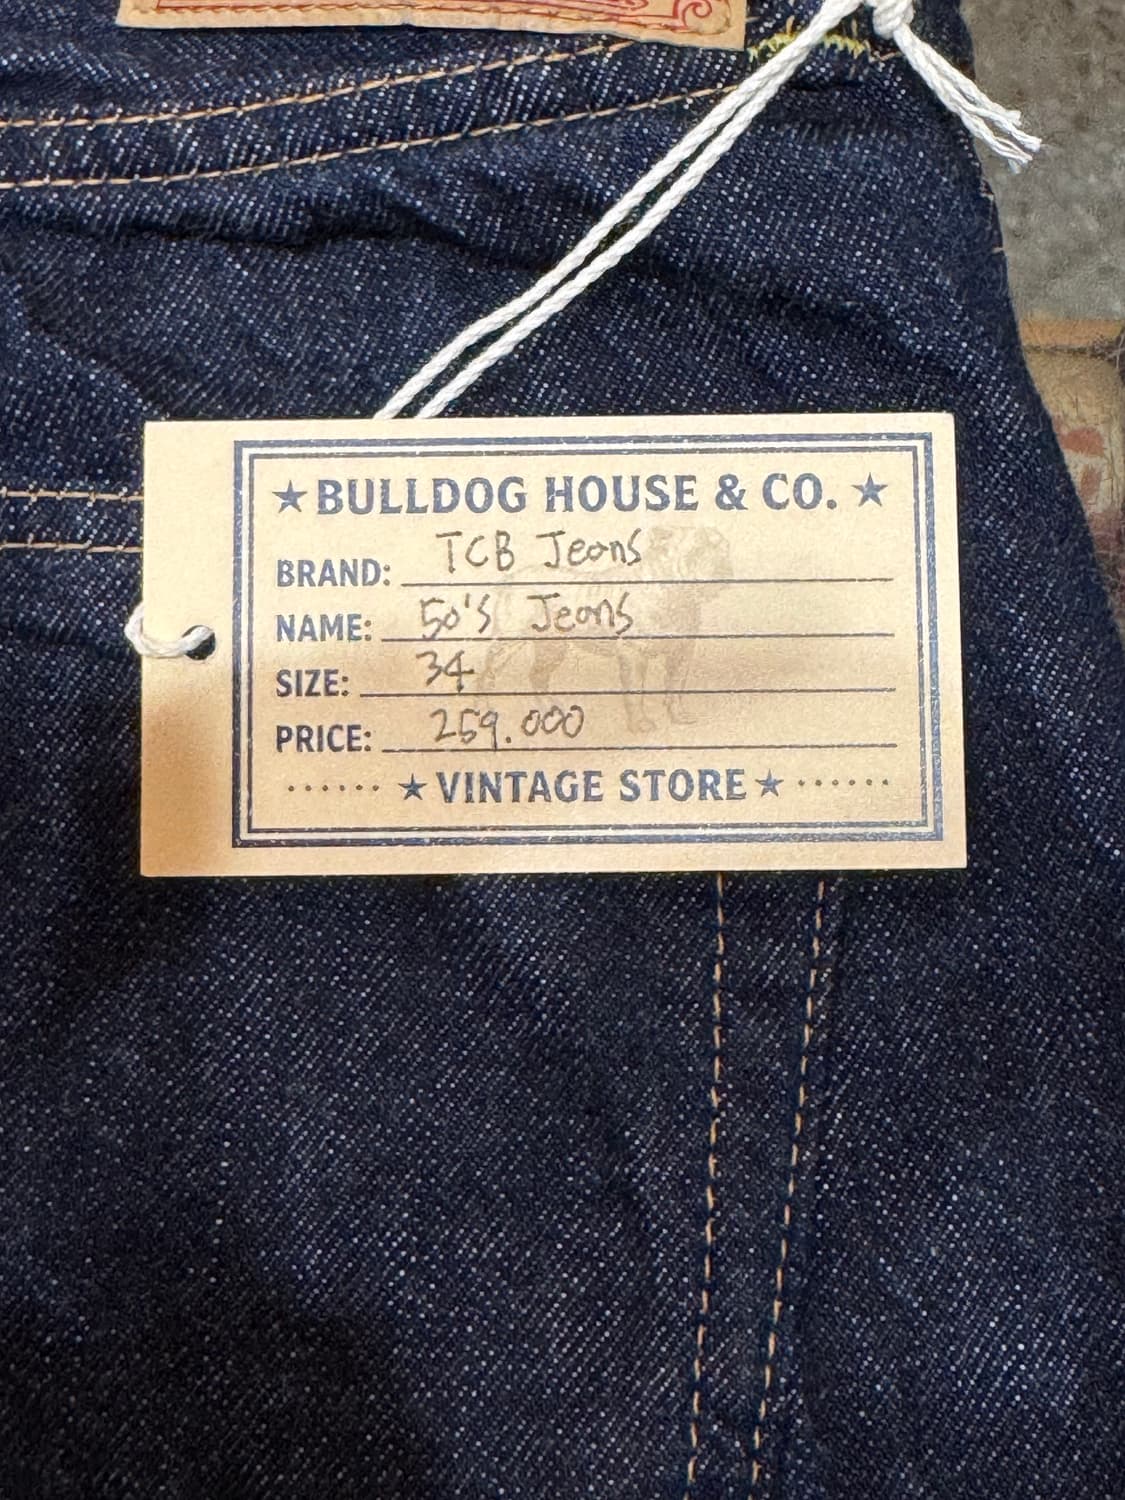 ★ BULLDOG HOUSE & CO. ★
BRAND: TCB Jeans
NAME: 50's Jeans
SIZE: 34
PRICE: 259.000
...... ★ VINTAGE STORE ★ ......